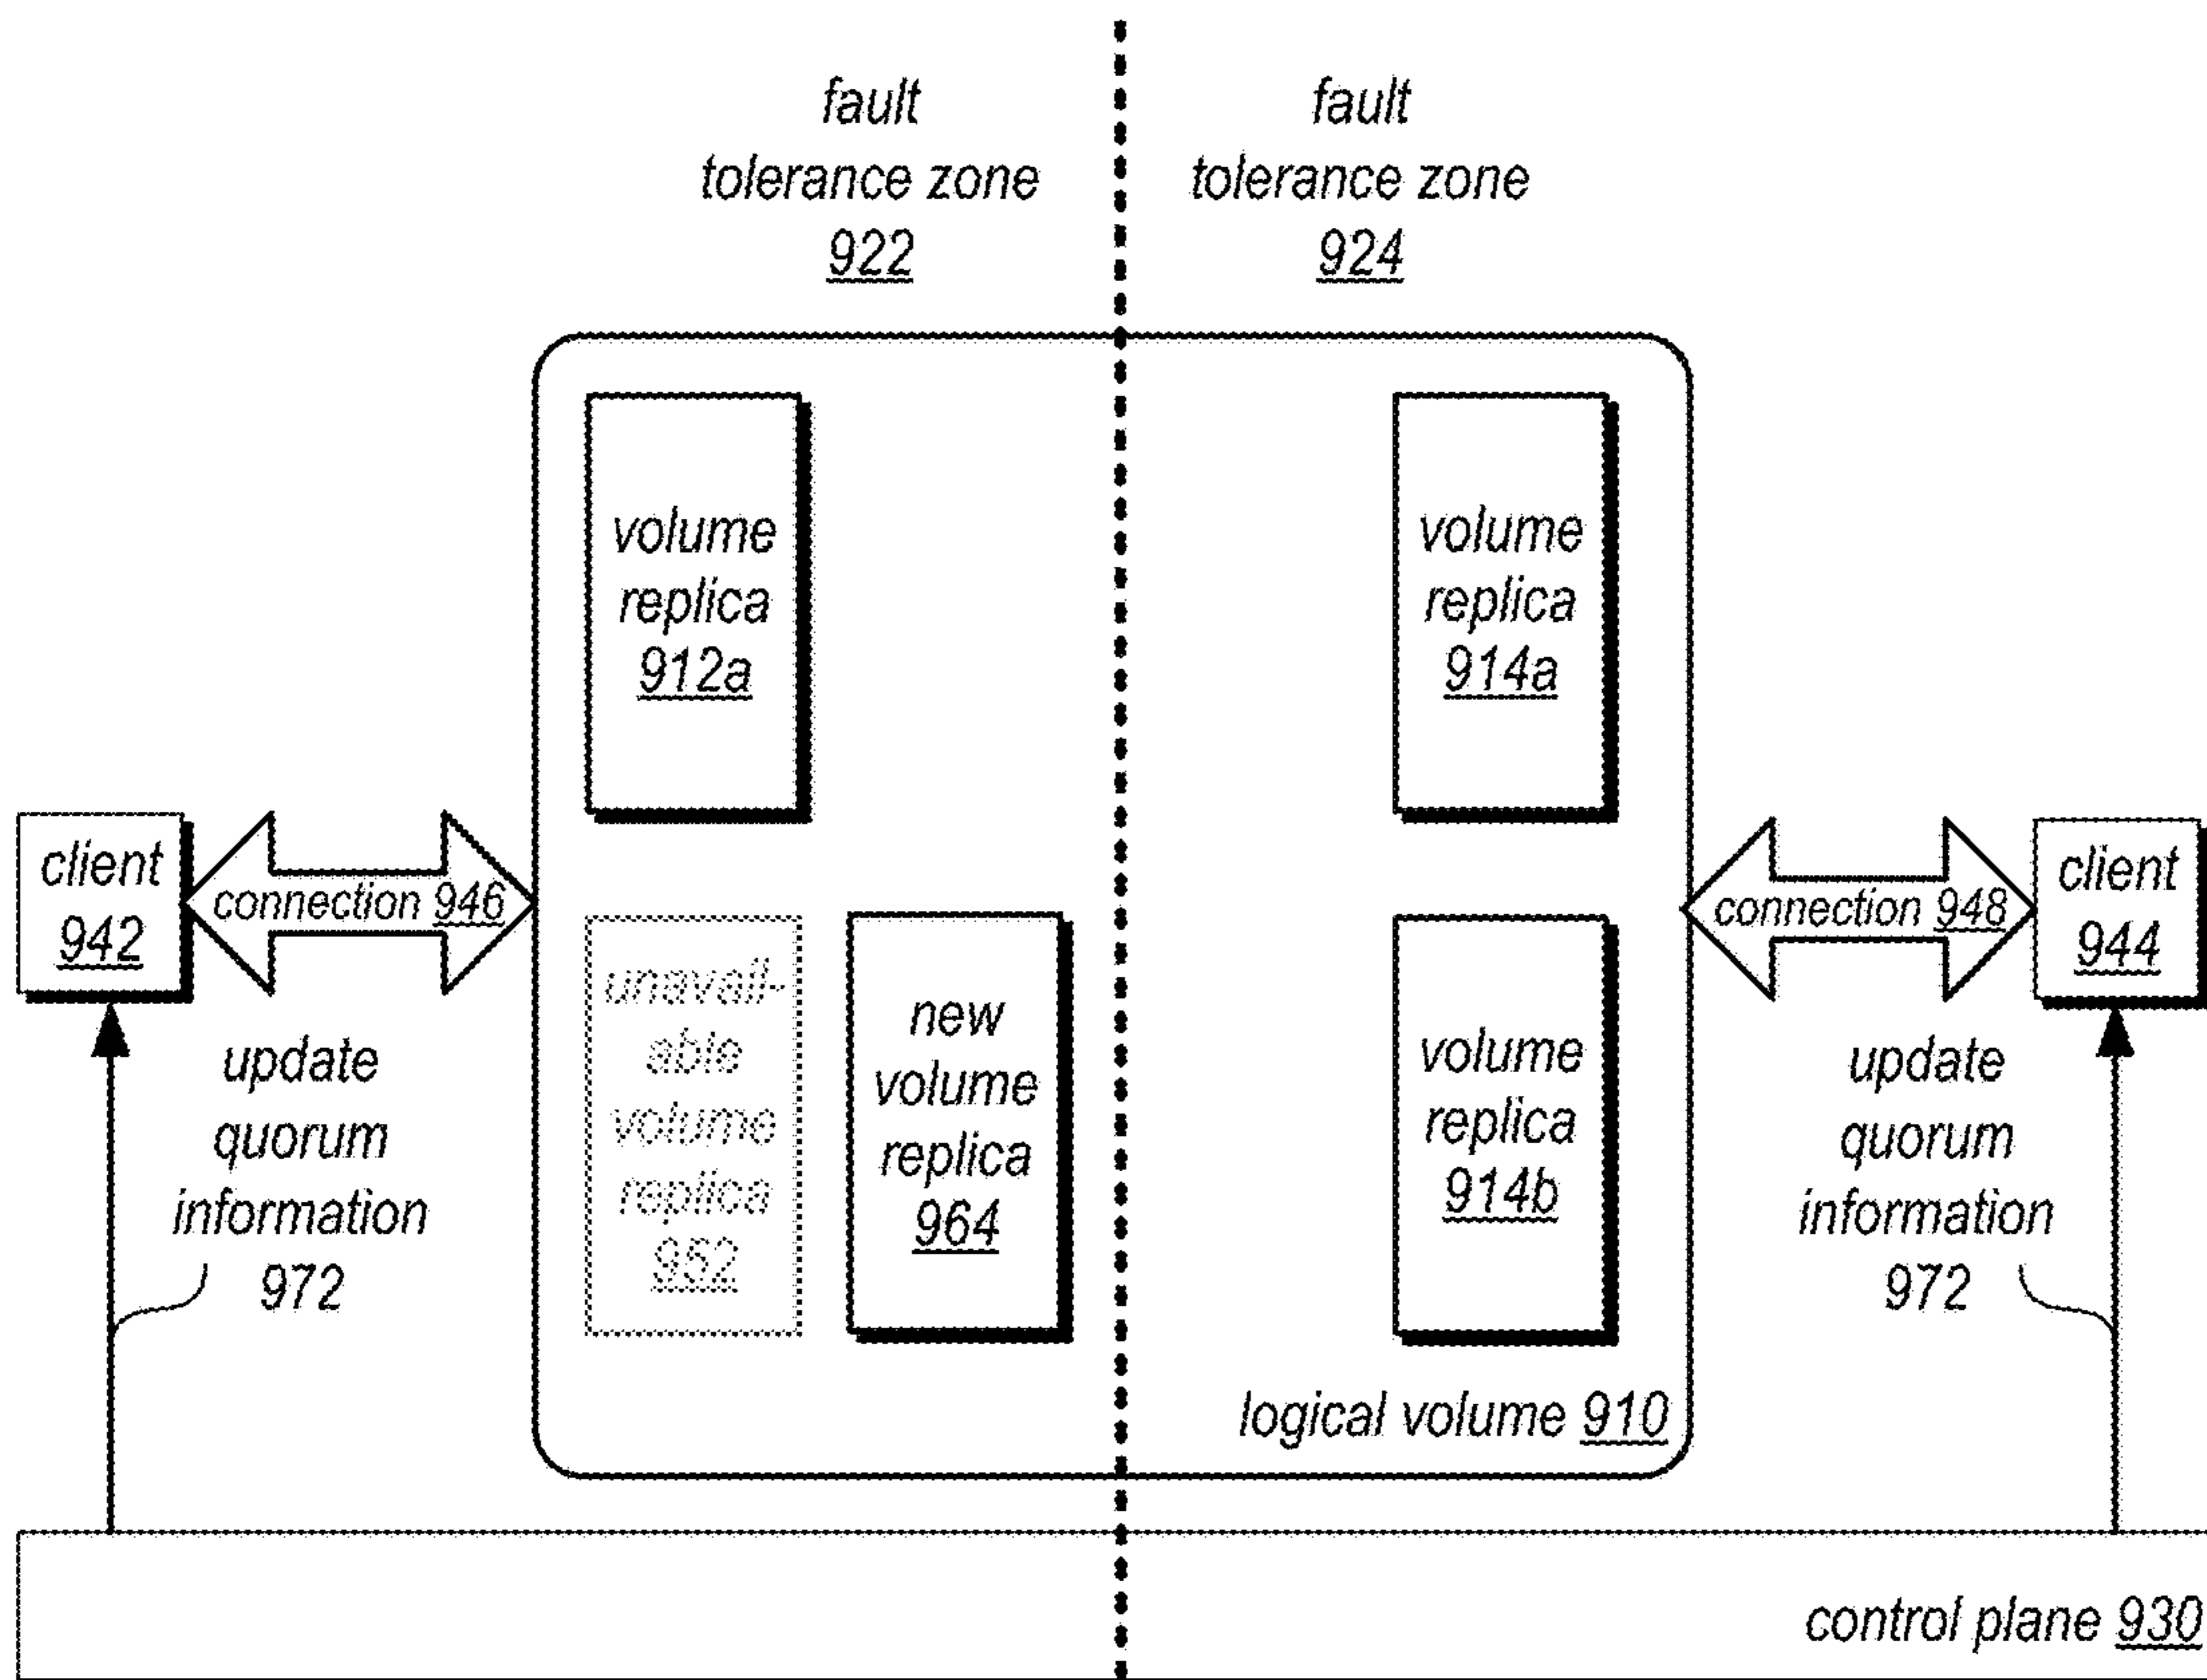 fault
tolerance zone
922
fault
tolerance zone
924
volume
replica
912a
volume
replica
914a
client
942
connection 946
unavail-
able
volume
replica
952
new
volume
replica
964
volume
replica
914b
connection 948
client
944
update
quorum
information
972
update
quorum
information
972
logical volume 910
control plane 930